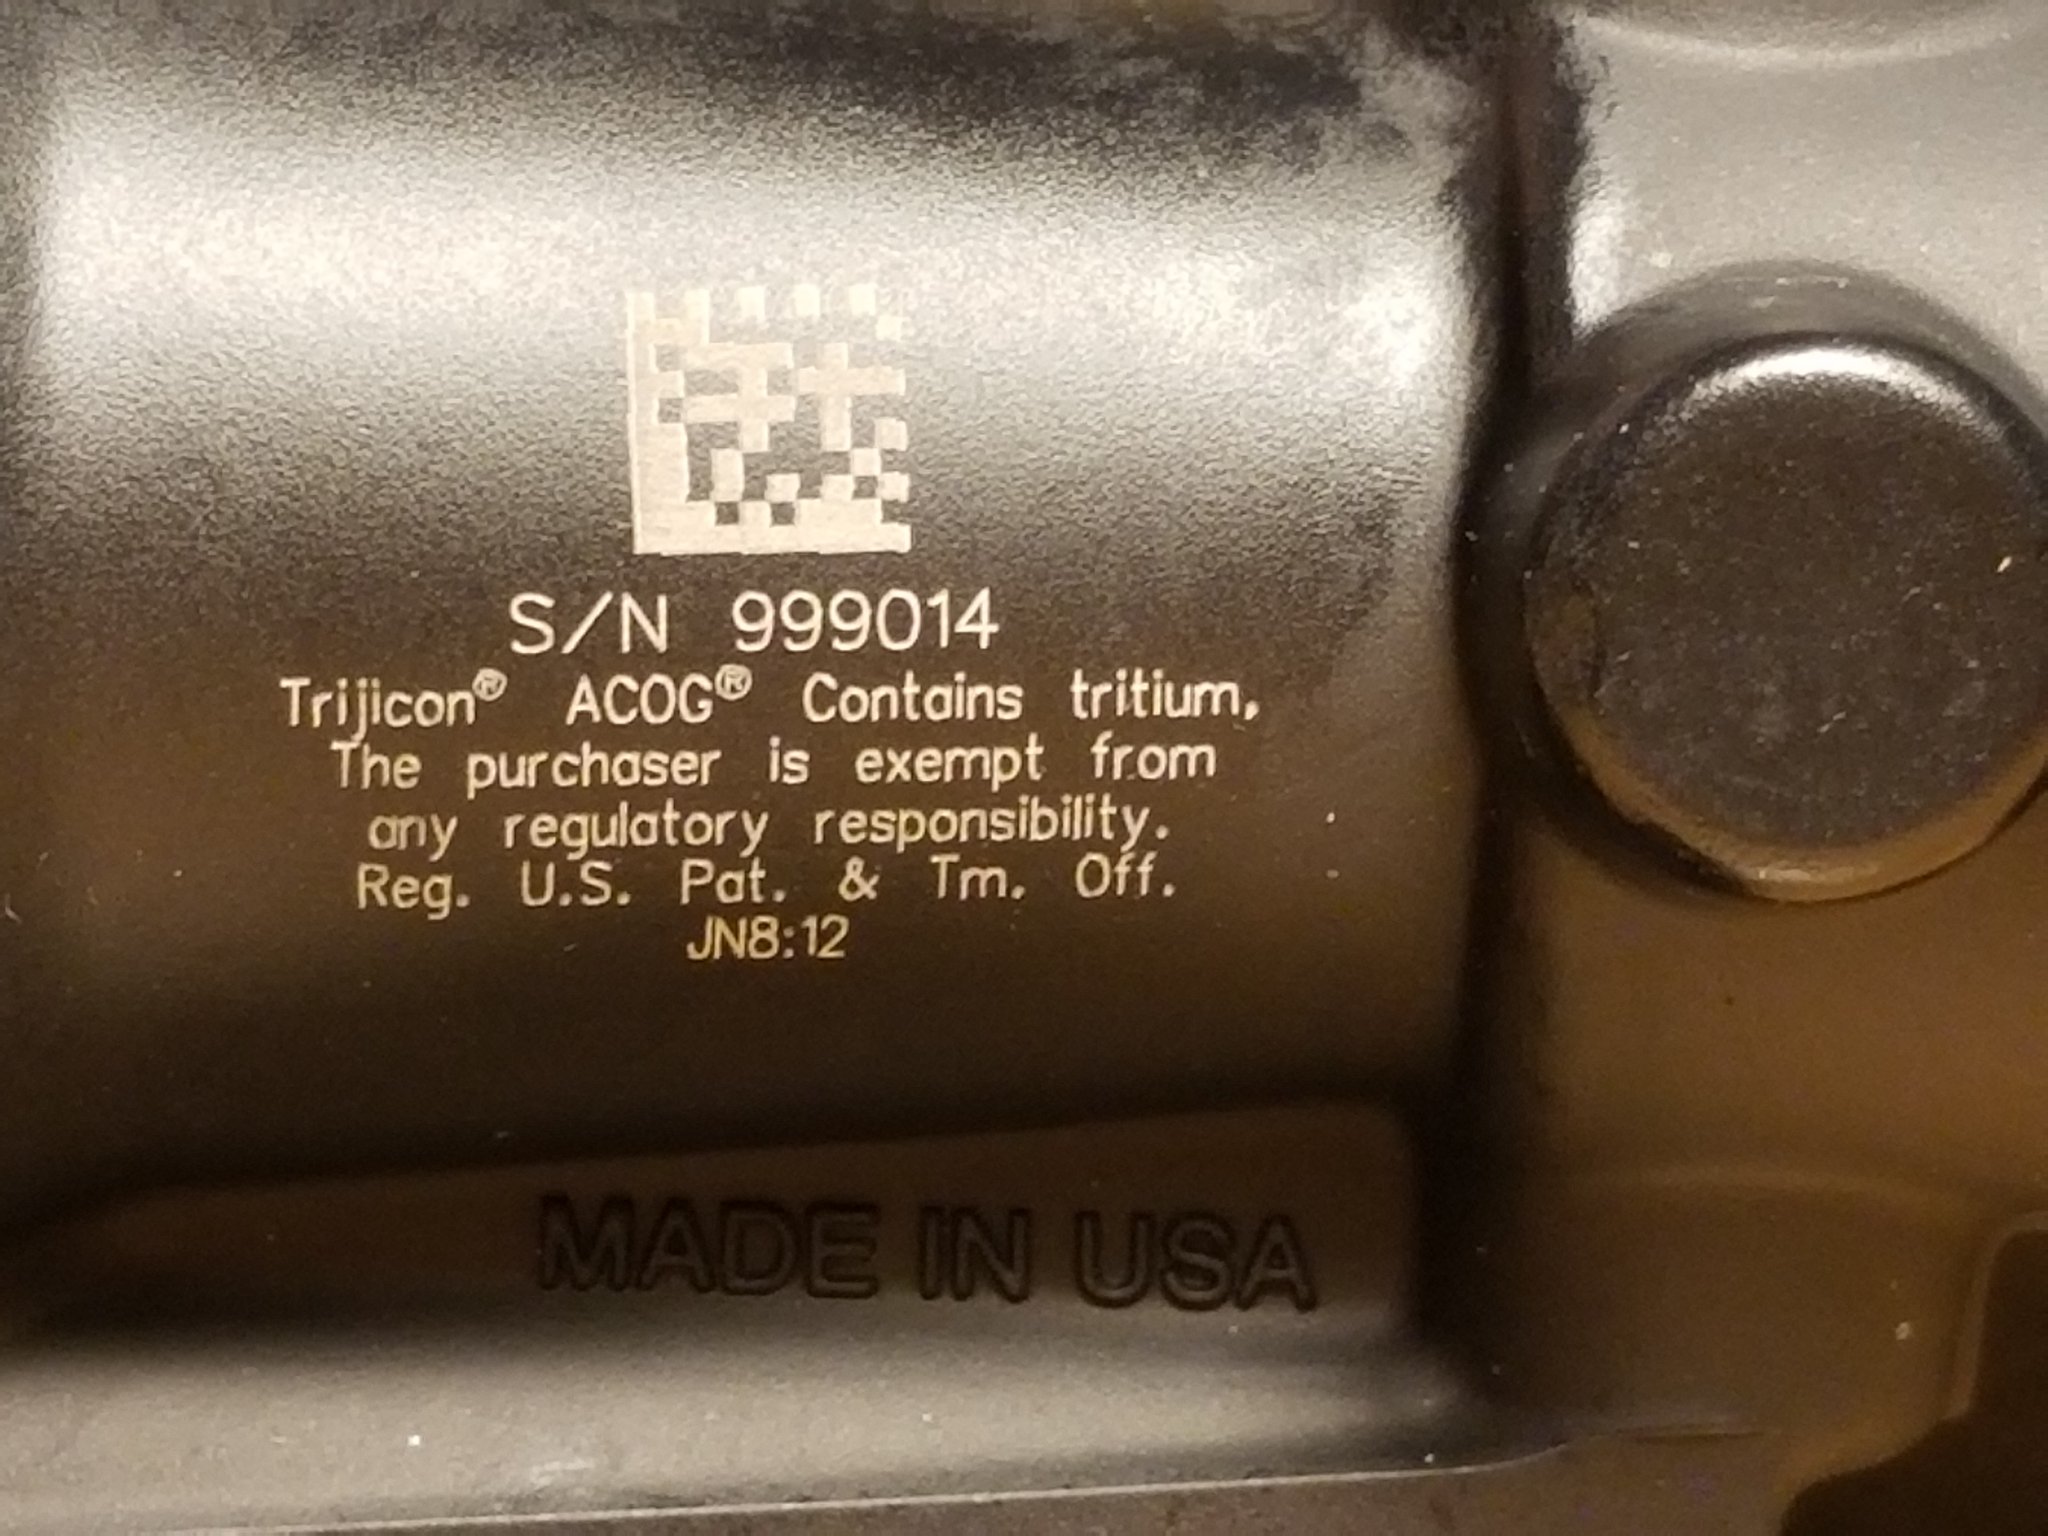 S/N 999014
Trijicon® ACOG® Contains tritium.
The purchaser is exempt from
any regulatory responsibility.
Reg. U.S. Pat. & Tm. Off.
JN8:12
MADE IN USA